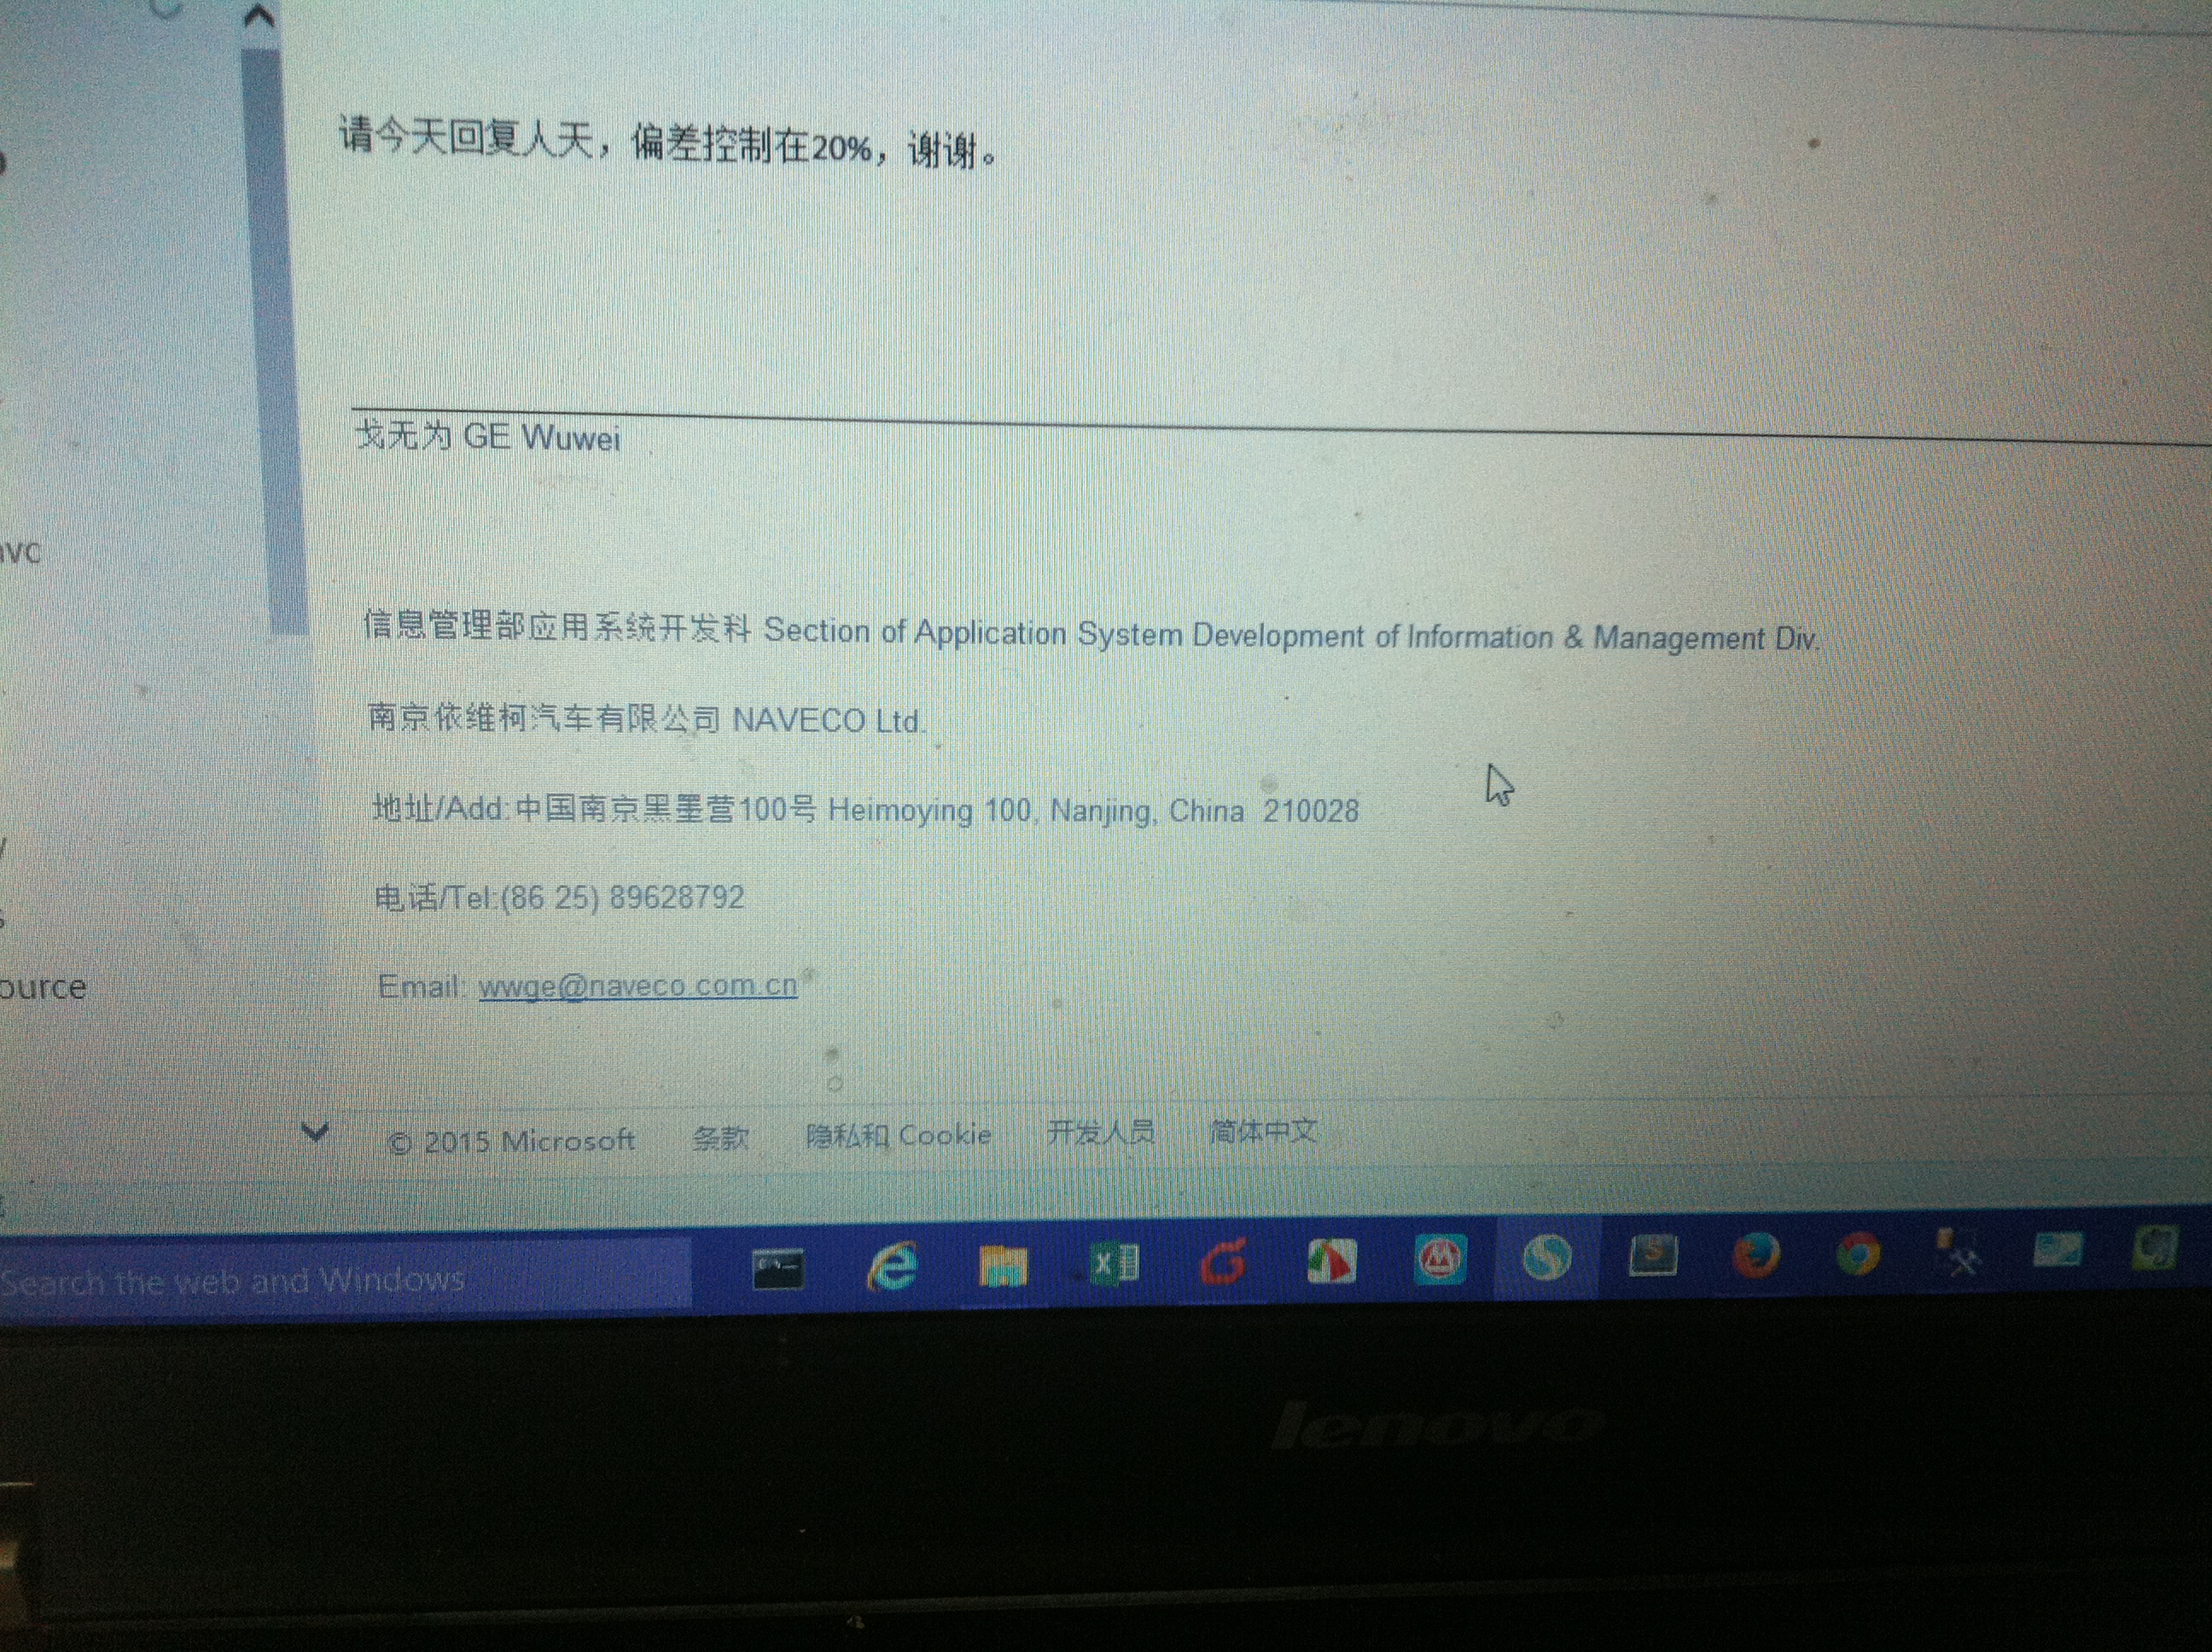 请今天回复人天，偏差控制在20%，谢谢。
戈无为 GE Wuwei
vc
信息管理部应用系统开发科 Section of Application System Development of Information & Management Div.
南京依维柯汽车有限公司 NAVECO Ltd.
地址/Add:中国南京黑墨营100号 Heimoying 100, Nanjing, China 210028
电话/Tel:(86 25) 89628792
ource
Email: wwge@naveco.com.cn
© 2015 Microsoft 条款 隐私和 Cookie 开发人员 简体中文
Search the web and Windows
lenovo